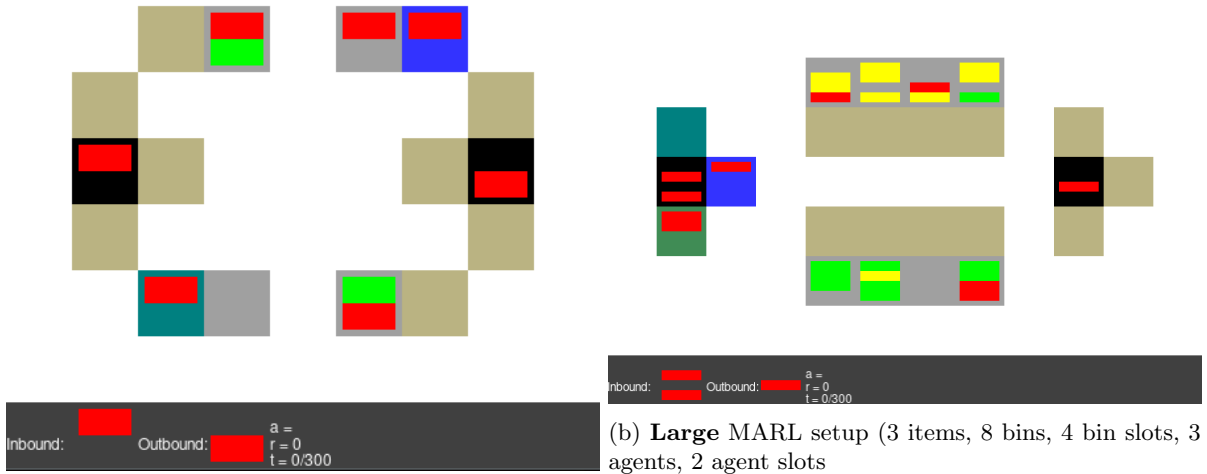 Inbound:
Outbound:
a =
r = 0
t = 0/300
Inbound:
Outbound:
a =
r = 0
t = 0/300
(b) Large MARL setup (3 items, 8 bins, 4 bin slots, 3
agents, 2 agent slots